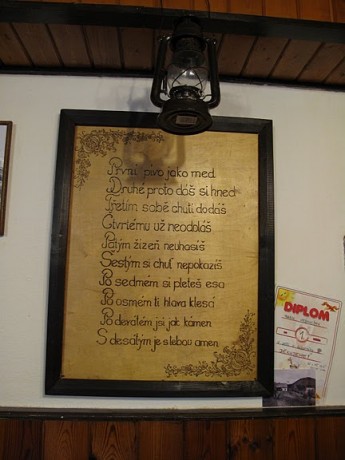 První pivo jako med
Druhé proto dáš si hned
Třetím sobě chuti dodáš
Čtvrtému už neodoláš
Pátým žízeň neuhasíš
Šestým si chuť nepokazíš
Po sedmém si pleteš esa
Po osmém ti hlava klesá
Po devátém jsi jak kámen
S desátým je s tebou amen
DIPLOM